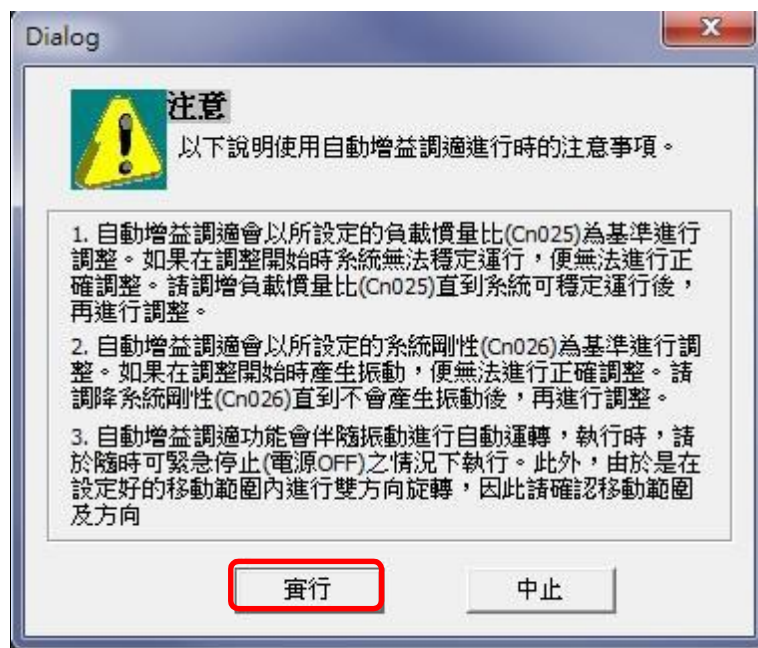 Dialog
注意
以下說明使用自動增益調適進行時的注意事項。
1. 自動增益調適會以所設定的負載慣量比(Cn025)為基準進行
調整。如果在調整開始時系統無法穩定運行，便無法進行正
確調整。請調增負載慣量比(Cn025)直到系統可穩定運行後，
再進行調整。
2. 自動增益調適會以所設定的系統剛性(Cn026)為基準進行調
整。如果在調整開始時產生振動，便無法進行正確調整。請
調降系統剛性(Cn026)直到不會產生振動後，再進行調整。
3. 自動增益調適功能會伴隨振動進行自動運轉，執行時，請
於隨時可緊急停止(電源OFF)之情況下執行。此外，由於是在
設定好的移動範圍內進行雙方向旋轉，因此請確認移動範圍
及方向
實行
中止